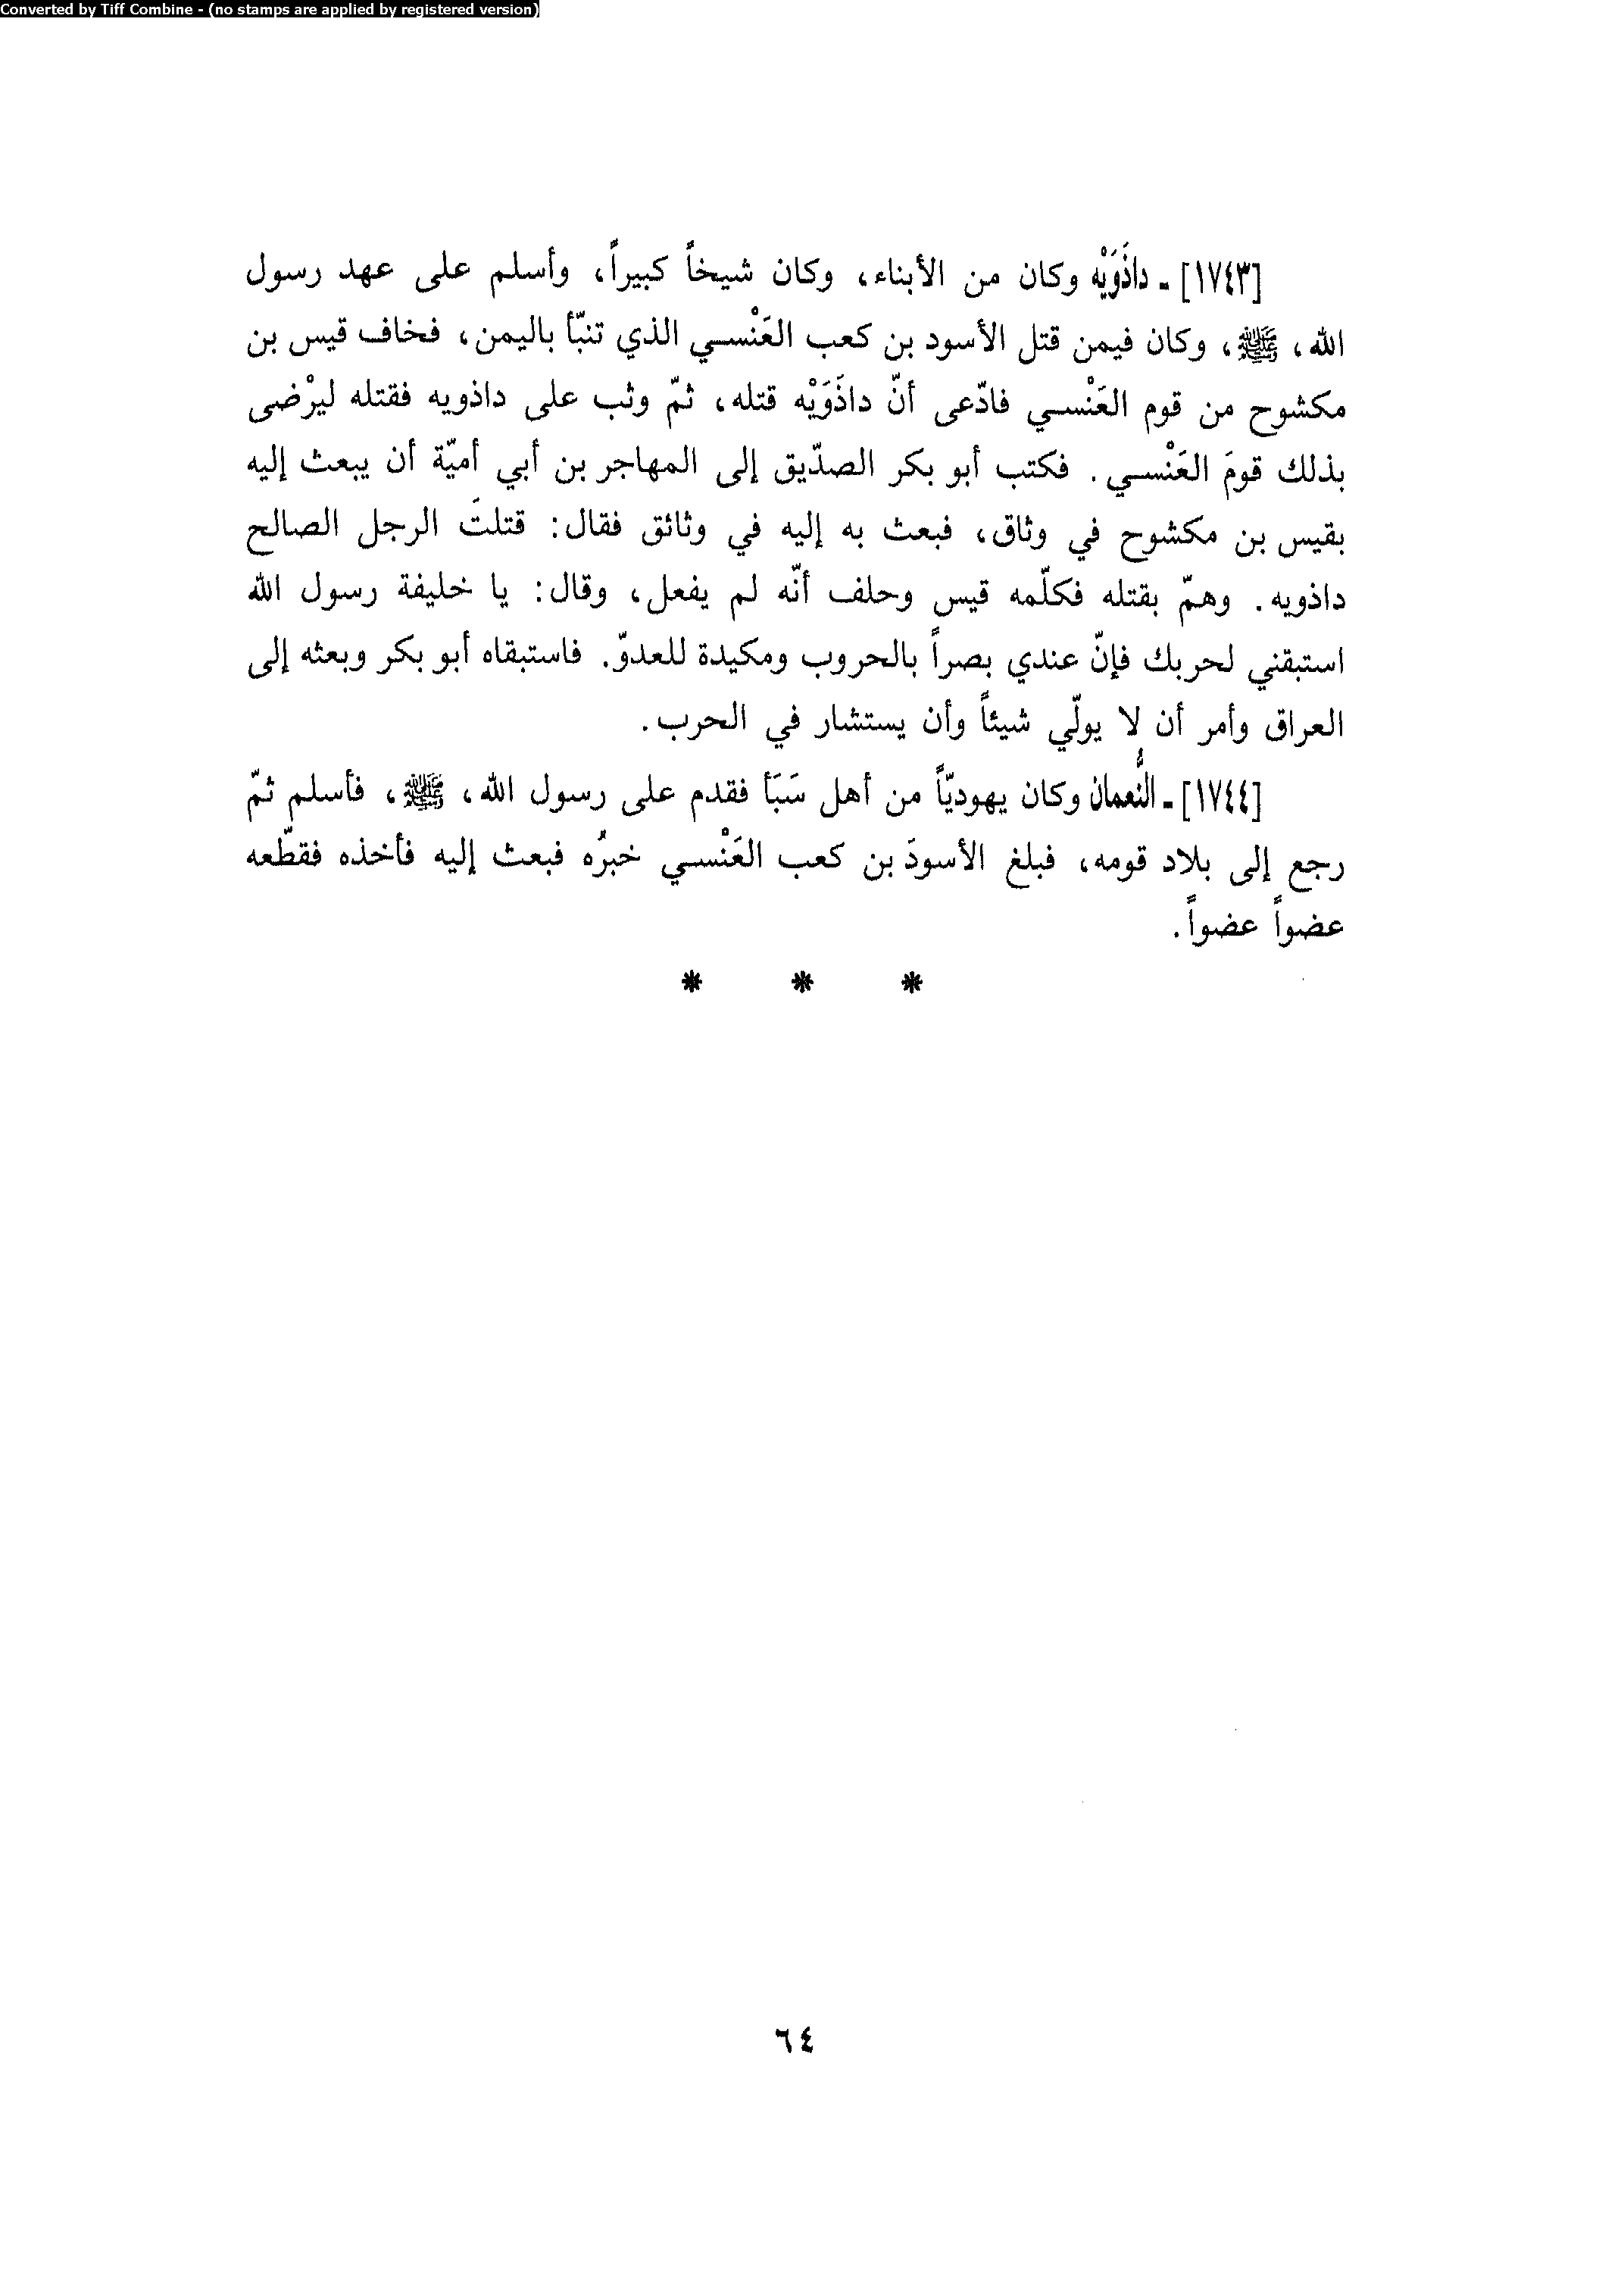 Converted by Tiff Combine - (no stamps are applied by registered version)
[١٧٤٣] ـ داذَوَيْه وكان من الأبناء، وكان شيخاً كبيراً، وأسلم على عهد رسول
الله، ﷺ، وكان فيمن قتل الأسود بن كعب العَنْسي الذي تنبّأ باليمن، فخاف قيس بن
مكشوح من قوم العَنْسي فادّعى أنّ داذَوَيْه قتله، ثمّ وثب على داذويه فقتله ليرْضى
بذلك قومَ العَنْسي. فكتب أبو بكر الصدّيق إلى المهاجر بن أبي أميّة أن يبعث إليه
بقيس بن مكشوح في وثاق، فبعث به إليه في وثائق فقال: قتلتَ الرجل الصالح
داذويه. وهمّ بقتله فكلّمه قيس وحلف أنّه لم يفعل، وقال: يا خليفة رسول الله
استبقني لحربك فإنّ عندي بصراً بالحروب ومكيدة للعدوّ. فاستبقاه أبو بكر وبعثه إلى
العراق وأمر أن لا يولّي شيئاً وأن يستشار في الحرب.
[١٧٤٤] ـ النُّعمان وكان يهوديّاً من أهل سَبَأ فقدم على رسول الله، ﷺ، فأسلم ثمّ
رجع إلى بلاد قومه، فبلغ الأسودَ بن كعب العَنْسي خبرُه فبعث إليه فأخذه فقطّعه
عضواً عضواً.
* * *
٦٤